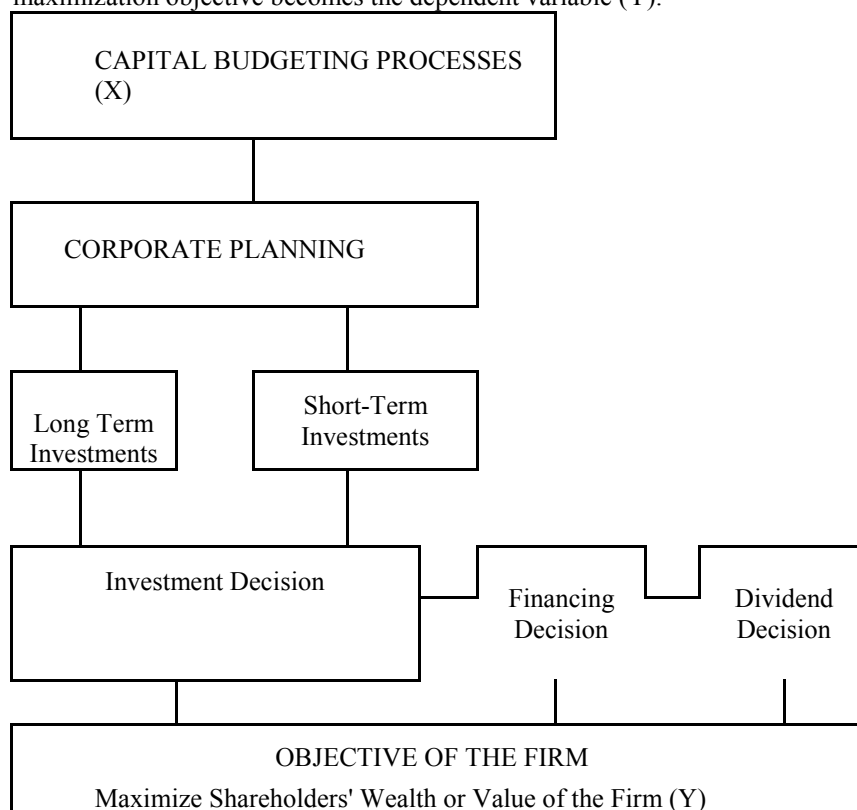 maximization objective becomes the dependent variable (Y).
CAPITAL BUDGETING PROCESSES
(X)
CORPORATE PLANNING
Long Term
Investments
Short-Term
Investments
Investment Decision
Financing
Decision
Dividend
Decision
OBJECTIVE OF THE FIRM
Maximize Shareholders' Wealth or Value of the Firm (Y)